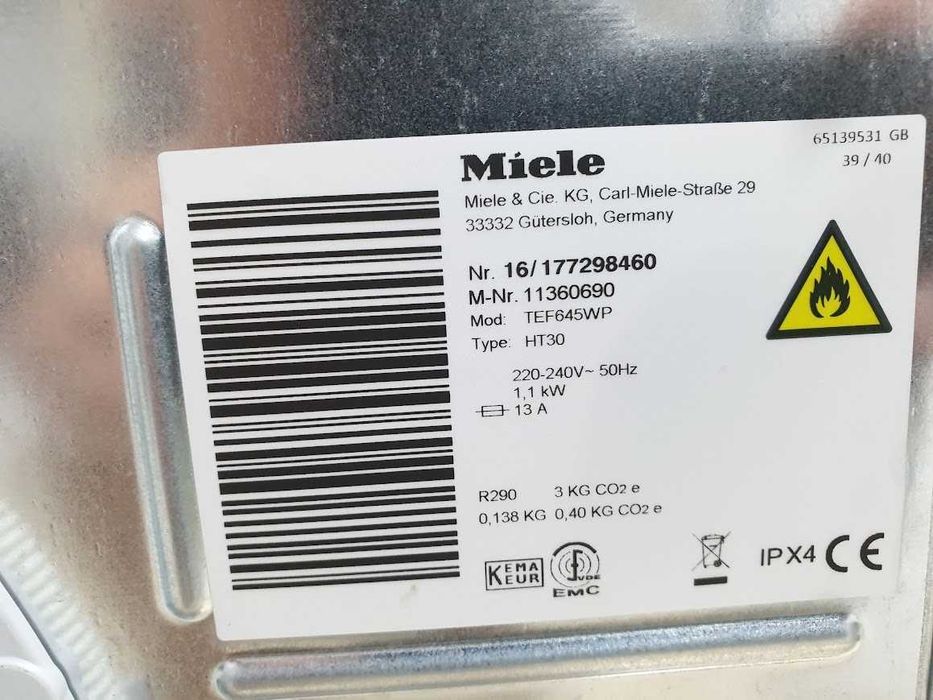 65139531 GB
39 / 40
Miele
Miele & Cie. KG, Carl-Miele-Straße 29
33332 Gütersloh, Germany
Nr. 16/177298460
M-Nr. 11360690
Mod: TEF645WP
Type: HT30
220-240V~ 50Hz
1,1 kW
13 A
R290 3 KG CO2 e
0,138 KG 0,40 KG CO2 e
KEMA
KEUR
VDE
EMC
IPX4 CE